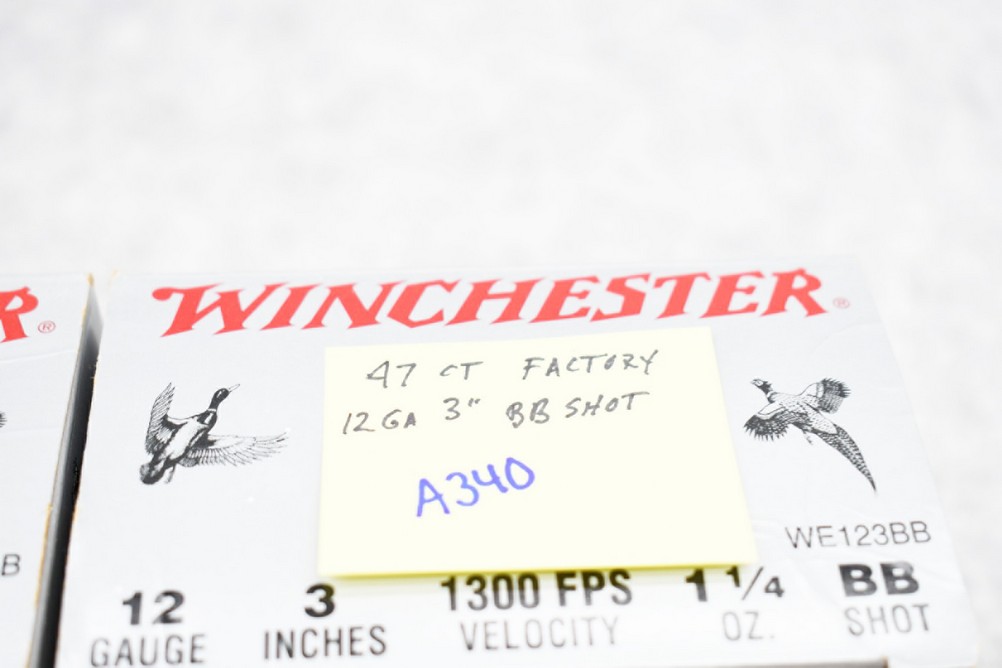 R®
WINCHESTER®
47 CT FACTORY
12 GA 3" BB SHOT
A340
WE123BB
B
12 3 1300 FPS 1 1/4 BB
GAUGE INCHES VELOCITY OZ. SHOT